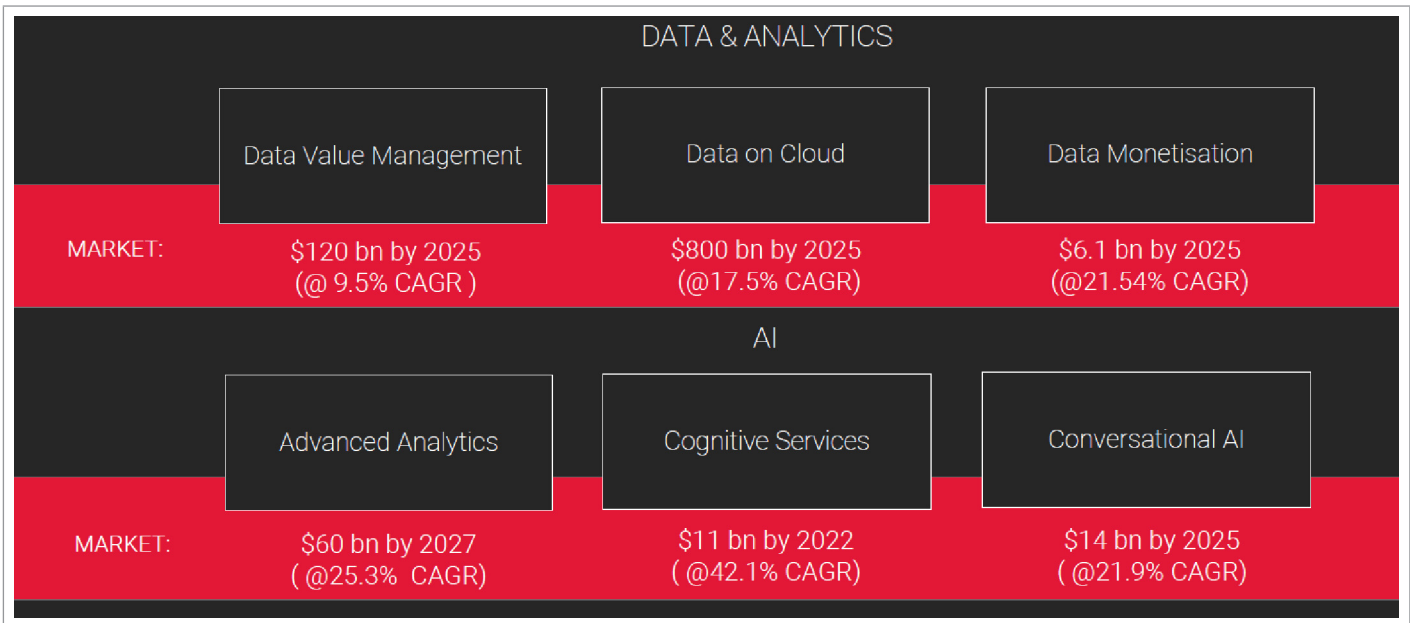 DATA & ANALYTICS
Data Value Management
Data on Cloud
Data Monetisation
MARKET:
$120 bn by 2025
(@ 9.5% CAGR )
$800 bn by 2025
(@17.5% CAGR)
$6.1 bn by 2025
(@21.54% CAGR)
AI
Advanced Analytics
Cognitive Services
Conversational AI
MARKET:
$60 bn by 2027
( @25.3%  CAGR)
$11 bn by 2022
( @42.1% CAGR)
$14 bn by 2025
( @21.9% CAGR)